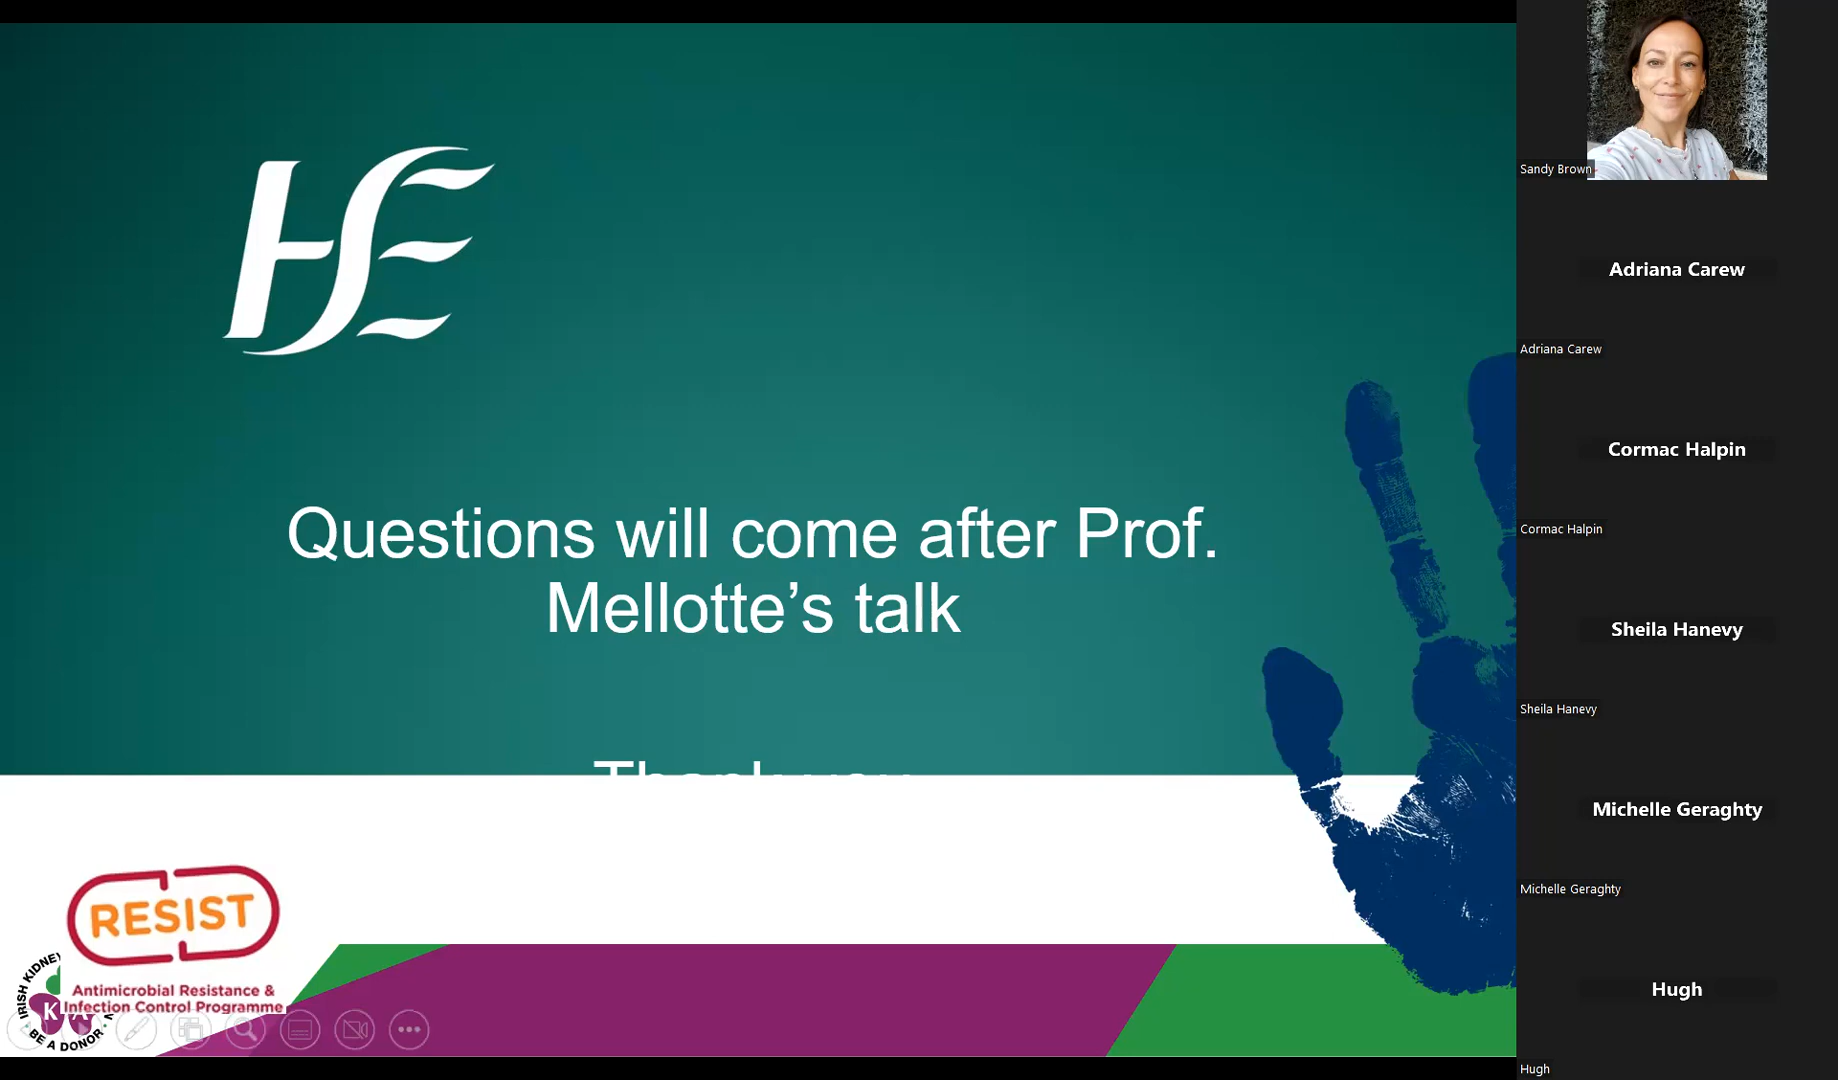 HSE
Questions will come after Prof.
Mellotte’s talk
Thank you
RESIST
Antimicrobial Resistance &
Infection Control Programme
IRISH KIDNEY
K A
BE A DONOR
Sandy Brown
Adriana Carew
Adriana Carew
Cormac Halpin
Cormac Halpin
Sheila Hanevy
Sheila Hanevy
Michelle Geraghty
Michelle Geraghty
Hugh
Hugh